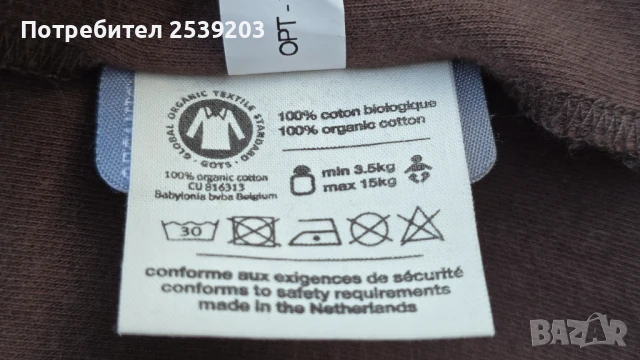 Потребител 2539203
OPT -
GLOBAL ORGANIC TEXTILE STANDARD
· GOTS ·
100% organic cotton
CU 816313
Babylonia bvba Belgium
100% coton biologique
100% organic cotton
min 3.5kg
max 15kg
30
conforme aux exigences de sécurité
conforms to safety requirements
made in the Netherlands
BAZAR